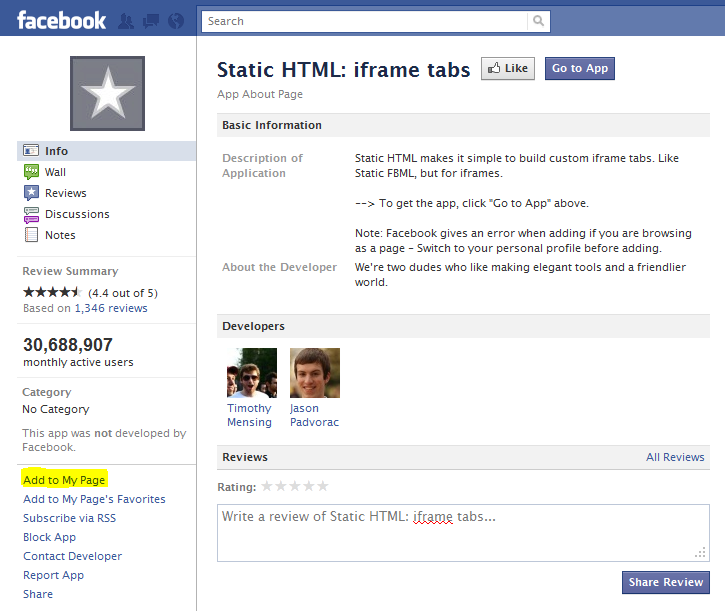 facebook
Search
Info
Wall
Reviews
Discussions
Notes
Review Summary
(4.4 out of 5)
Based on 1,346 reviews
30,688,907
monthly active users
Category
No Category
This app was not developed by
Facebook.
Add to My Page
Add to My Page's Favorites
Subscribe via RSS
Block App
Contact Developer
Report App
Share
Static HTML: iframe tabs
Like
Go to App
App About Page
Basic Information
Description of
Application
Static HTML makes it simple to build custom iframe tabs. Like
Static FBML, but for iframes.
--> To get the app, click "Go to App" above.
Note: Facebook gives an error when adding if you are browsing
as a page - Switch to your personal profile before adding.
About the Developer
We're two dudes who like making elegant tools and a friendlier
world.
Developers
Timothy
Mensing
Jason
Padvorac
Reviews
All Reviews
Rating:
Write a review of Static HTML: iframe tabs...
Share Review